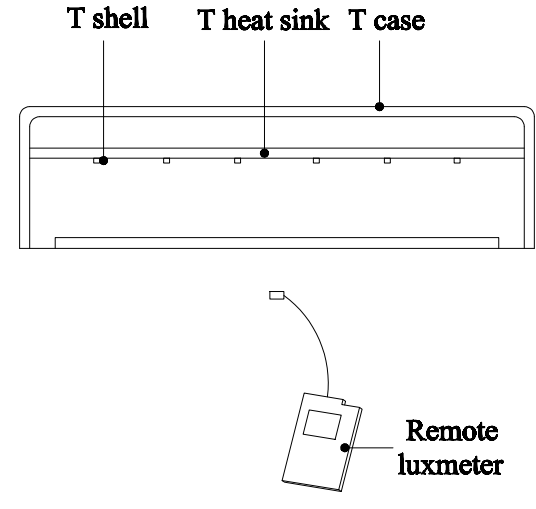 T shell
T heat sink
T case
Remote
luxmeter